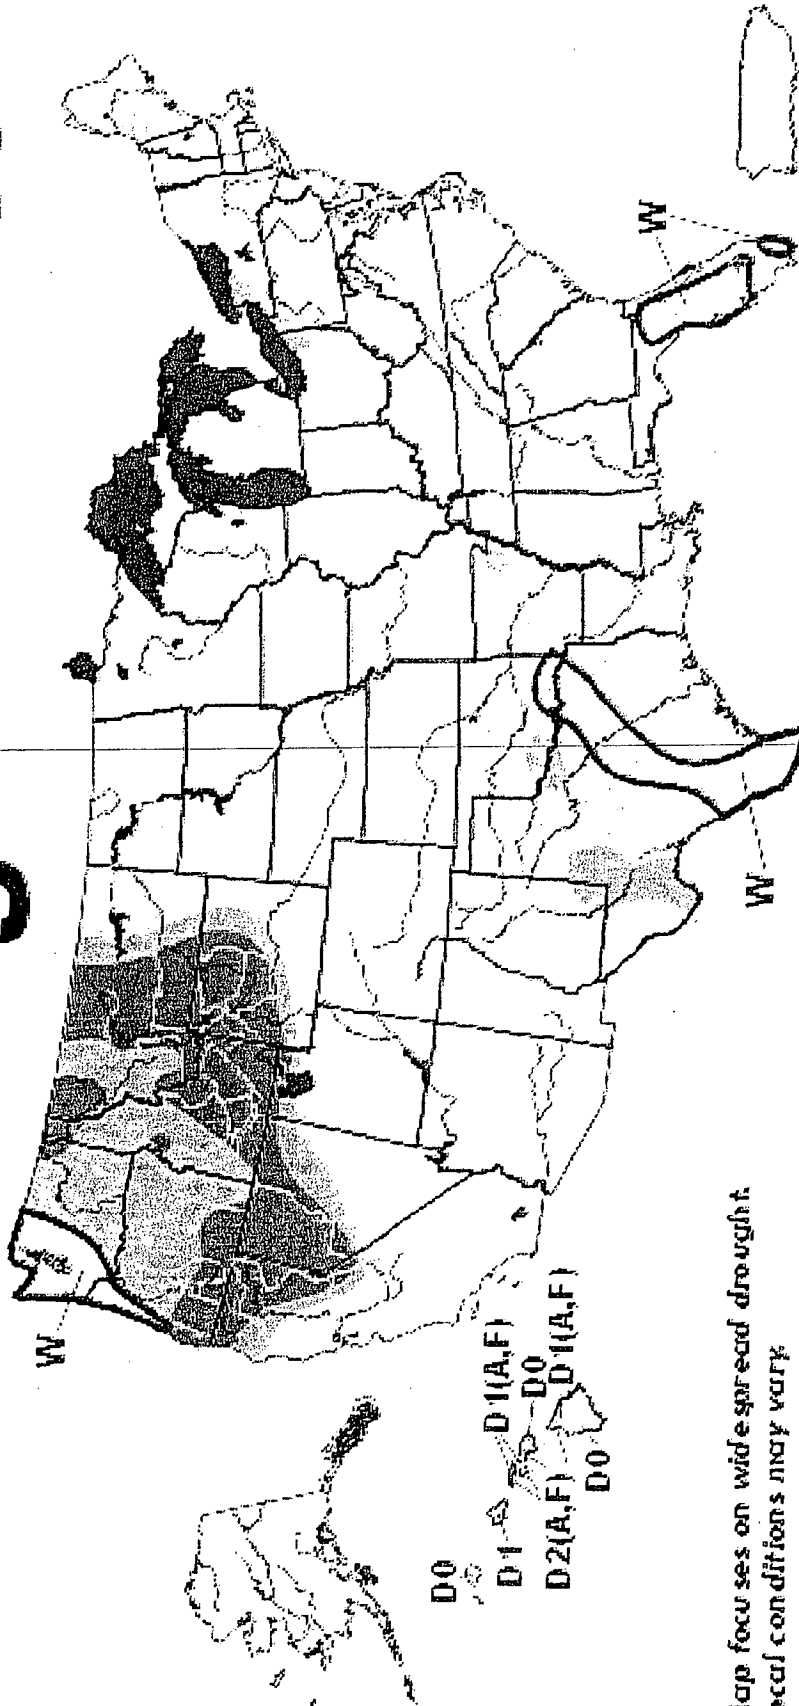 W
D0
D1(A,F)
D1
D0
D2(A,F)
D1(A,F)
D0
W
W
ap focuses on widespread drought.
ocal conditions may vary.